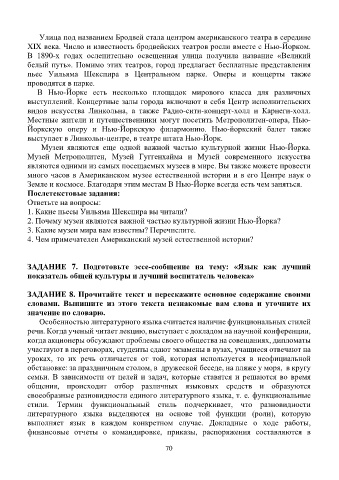 Улица под названием Бродвей стала центром американского театра в середине
XIX века. Число и известность бродвейских театров росли вместе с Нью-Йорком.
В 1890-х годах ослепительно освещенная улица получила название «Великий
белый путь». Помимо этих театров, город предлагает бесплатные представления
пьес Уильяма Шекспира в Центральном парке. Оперы и концерты также
проводятся в парке.
В Нью-Йорке есть несколько площадок мирового класса для различных
выступлений. Концертные залы города включают в себя Центр исполнительских
видов искусства Линкольна, а также Радио-сити-концерт-холл и Карнеги-холл.
Местные жители и путешественники могут посетить Метрополитен-опера, Нью-
Йоркскую оперу и Нью-Йоркскую филармонию. Нью-йоркский балет также
выступает в Линкольн-центре, в театре штата Нью-Йорк.
Музеи являются еще одной важной частью культурной жизни Нью-Йорка.
Музей Метрополитен, Музей Гуггенхайма и Музей современного искусства
являются одними из самых посещаемых музеев в мире. Вы также можете провести
много часов в Американском музее естественной истории и в его Центре наук о
Земле и космосе. Благодаря этим местам В Нью-Йорке всегда есть чем заняться.
Послетекстовые задания:
Ответьте на вопросы:
1. Какие пьесы Уильяма Шекспира вы читали?
2. Почему музеи являются важной частью культурной жизни Нью-Йорка?
3. Какие музеи мира вам известны? Перечислите.
4. Чем примечателен Американский музей естественной истории?
ЗАДАНИЕ 7. Подготовьте эссе-сообщение на тему: «Язык как лучший
показатель общей культуры и лучший воспитатель человека»
ЗАДАНИЕ 8. Прочитайте текст и перескажите основное содержание своими
словами. Выпишите из этого текста незнакомые вам слова и уточните их
значение по словарю.
Особенностью литературного языка считается наличие функциональных стилей
речи. Когда ученый читает лекцию, выступает с докладом на научной конференции,
когда акционеры обсуждают проблемы своего общества на совещаниях, дипломаты
участвуют в переговорах, студенты сдают экзамены в вузах, учащиеся отвечают на
уроках, то их речь отличается от той, которая используется в неофициальной
обстановке: за праздничным столом, в дружеской беседе, на пляже у моря, в кругу
семьи. В зависимости от целей и задач, которые ставятся и решаются во время
общения, происходит отбор различных языковых средств и образуются
своеобразные разновидности единого литературного языка, т. е. функциональные
стили. Термин функциональный стиль подчеркивает, что разновидности
литературного языка выделяются на основе той функции (роли), которую
выполняет язык в каждом конкретном случае. Докладные о ходе работы,
финансовые отчеты о командировке, приказы, распоряжения составляются в
70